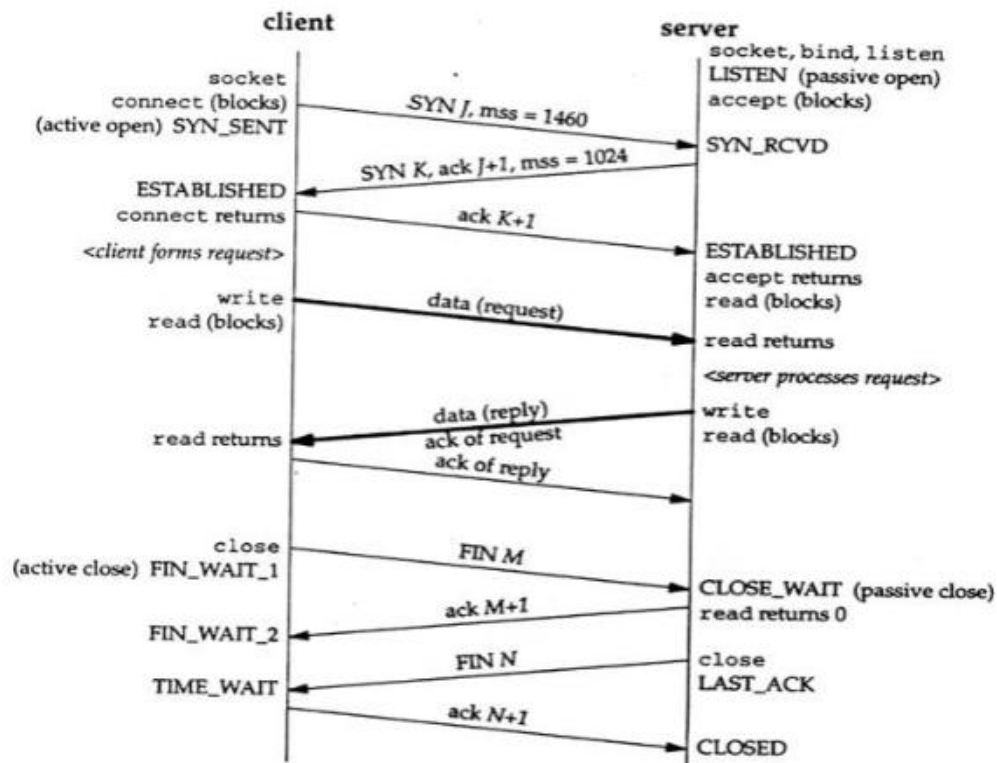 client
server
socket, bind, listen
socket
LISTEN (passive open)
connect (blocks)
accept (blocks)
(active open) SYN_SENT
SYN J, mss = 1460
SYN_RCVD
SYN K, ack J+1, mss = 1024
ESTABLISHED
connect returns
ack K+1
<client forms request>
ESTABLISHED
accept returns
write
read (blocks)
data (request)
read (blocks)
read returns
<server processes request>
data (reply)
write
read returns
ack of request
read (blocks)
ack of reply
close
FIN M
(active close) FIN_WAIT_1
CLOSE_WAIT (passive close)
ack M+1
read returns 0
FIN_WAIT_2
FIN N
close
TIME_WAIT
LAST_ACK
ack N+1
CLOSED